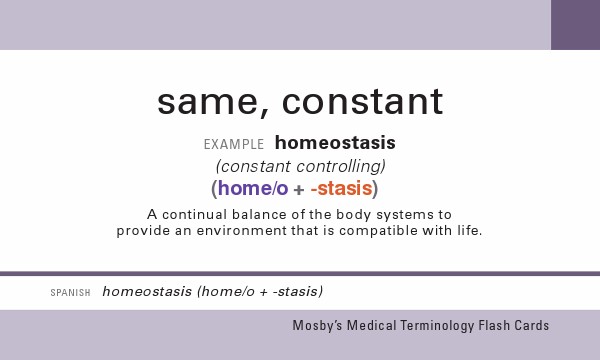 same, constant
EXAMPLE homeostasis
(constant controlling)
(home/o + -stasis)
A continual balance of the body systems to
provide an environment that is compatible with life.
SPANISH homeostasis (home/o + -stasis)
Mosby's Medical Terminology Flash Cards